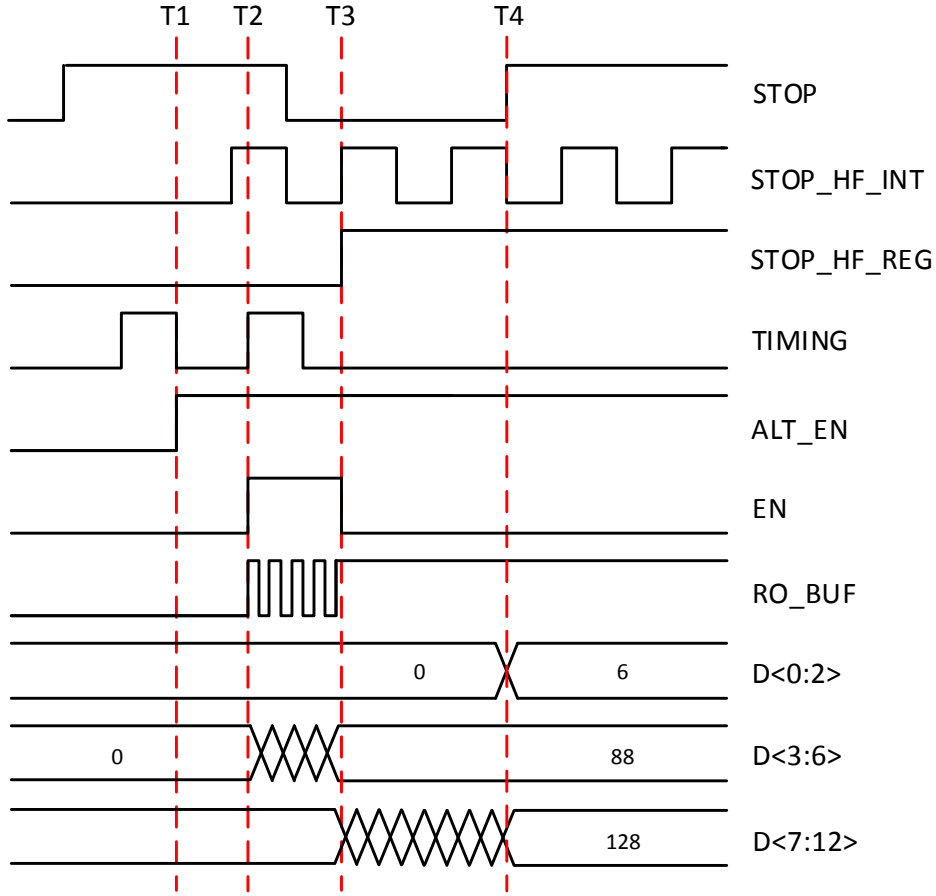 T1 T2 T3 T4
STOP
STOP_HF_INT
STOP_HF_REG
TIMING
ALT_EN
EN
RO_BUF
0 6 D<0:2>
0 88 D<3:6>
128 D<7:12>